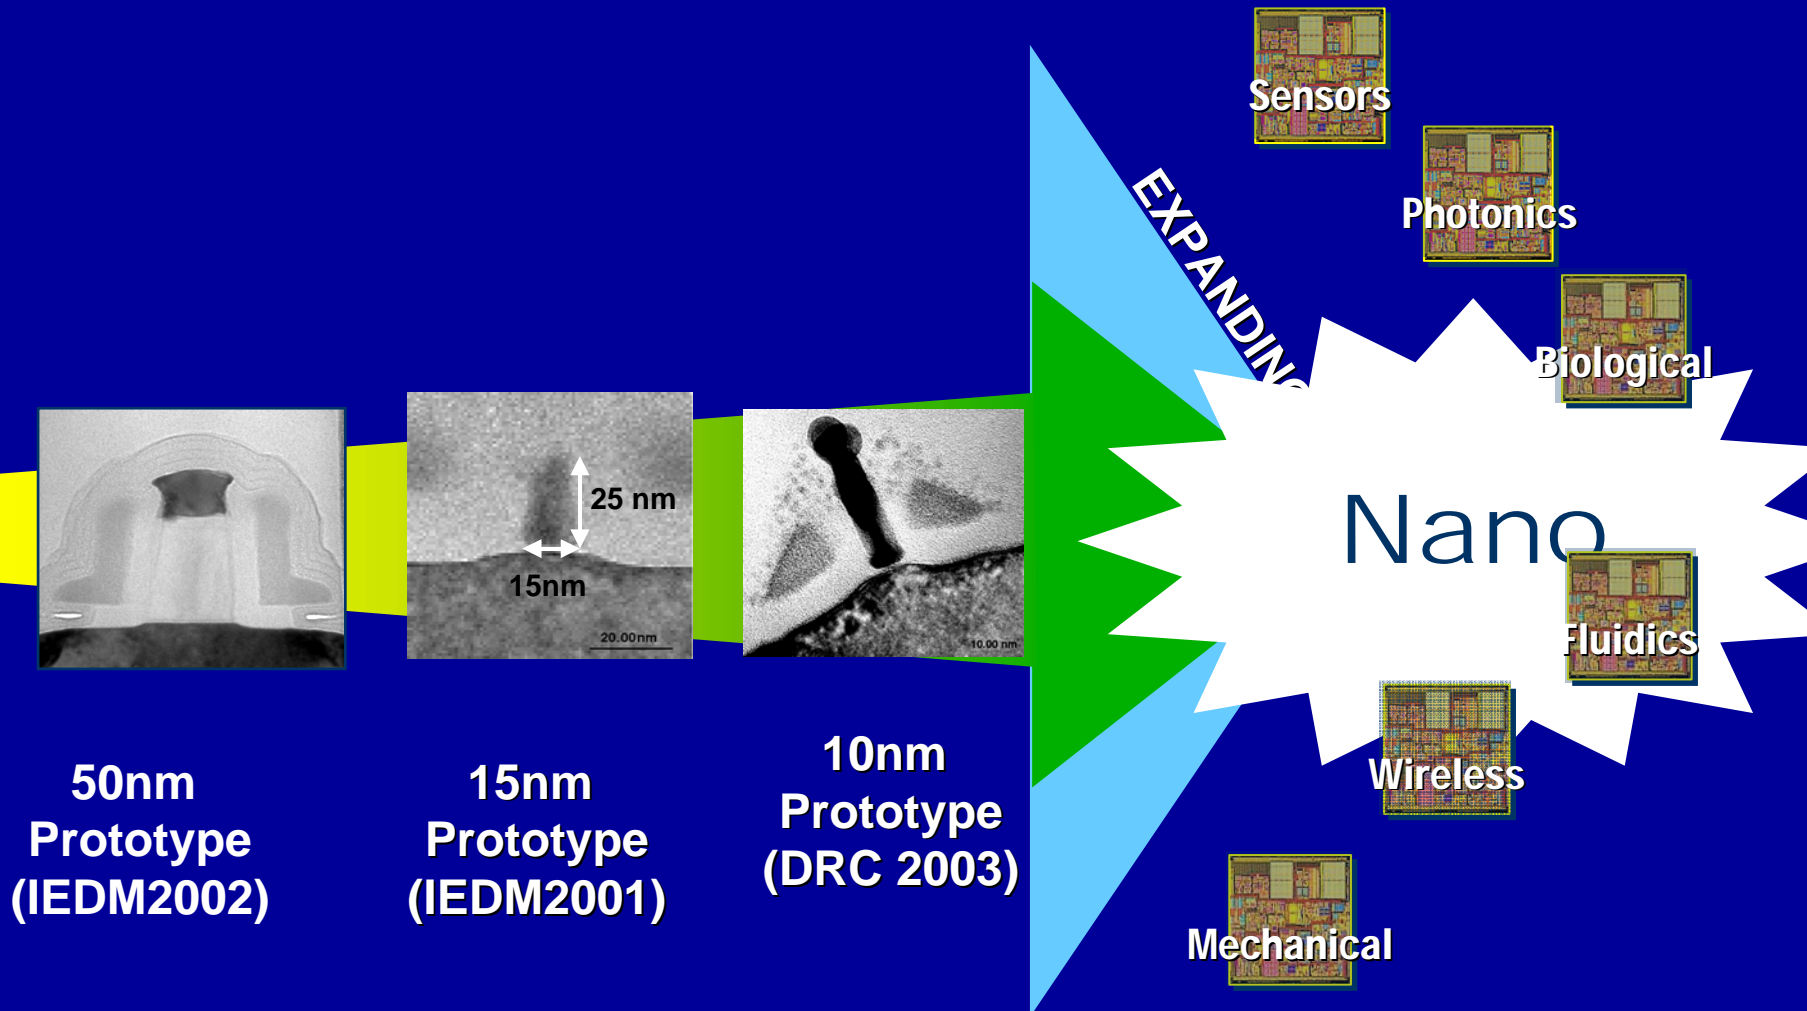 Sensors
Photonics
EXPANDING
Biological
25 nm
15nm
20.00nm
10.00 nm
Nano
Fluidics
Wireless
Mechanical
50nm
Prototype
(IEDM2002)
15nm
Prototype
(IEDM2001)
10nm
Prototype
(DRC 2003)